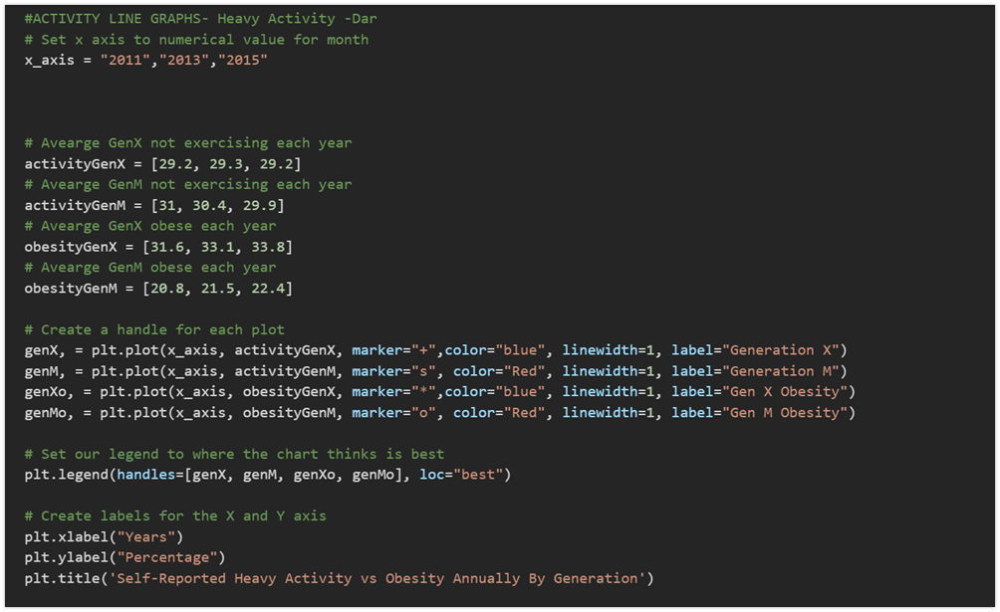 #ACTIVITY LINE GRAPHS- Heavy Activity -Dar
# Set x axis to numerical value for month
x_axis = "2011","2013","2015"
# Avearge GenX not exercising each year
activityGenX = [29.2, 29.3, 29.2]
# Avearge GenM not exercising each year
activityGenM = [31, 30.4, 29.9]
# Avearge GenX obese each year
obesityGenX = [31.6, 33.1, 33.8]
# Avearge GenM obese each year
obesityGenM = [20.8, 21.5, 22.4]
# Create a handle for each plot
genX, = plt.plot(x_axis, activityGenX, marker="+",color="blue", linewidth=1, label="Generation X")
genM, = plt.plot(x_axis, activityGenM, marker="s", color="Red", linewidth=1, label="Generation M")
genXo, = plt.plot(x_axis, obesityGenX, marker="*",color="blue", linewidth=1, label="Gen X Obesity")
genMo, = plt.plot(x_axis, obesityGenM, marker="o", color="Red", linewidth=1, label="Gen M Obesity")
# Set our legend to where the chart thinks is best
plt.legend(handles=[genX, genM, genXo, genMo], loc="best")
# Create labels for the X and Y axis
plt.xlabel("Years")
plt.ylabel("Percentage")
plt.title('Self-Reported Heavy Activity vs Obesity Annually By Generation')